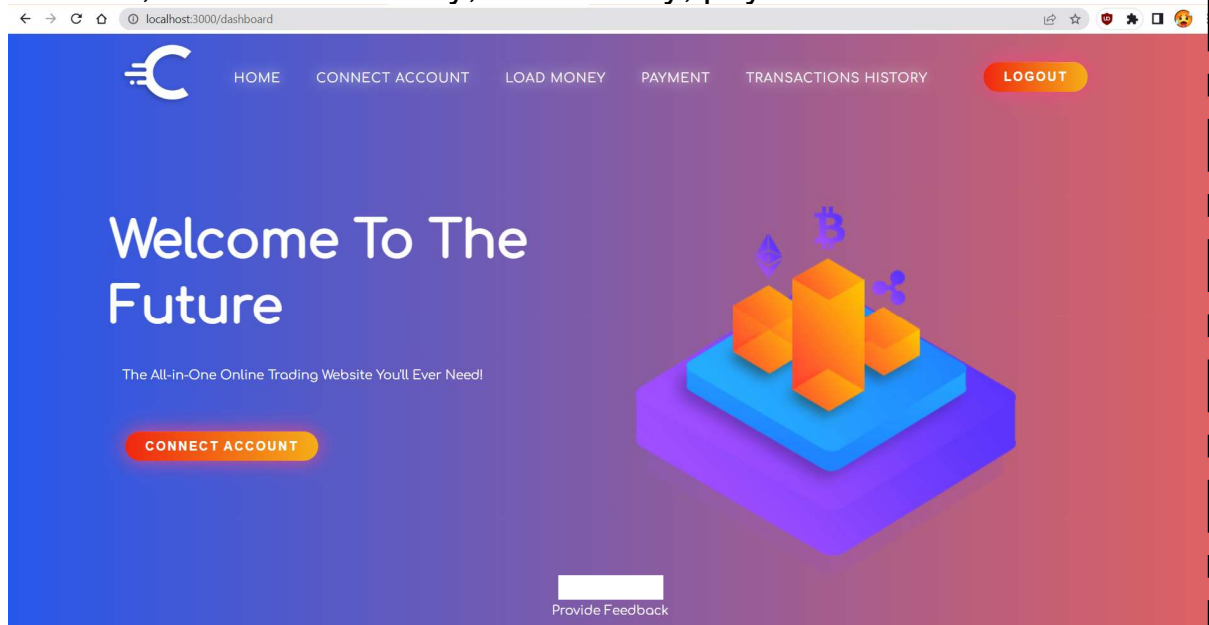 localhost:3000/dashboard
HOME CONNECT ACCOUNT LOAD MONEY PAYMENT TRANSACTIONS HISTORY LOGOUT
Welcome To The
Future
The All-in-One Online Trading Website You'll Ever Need!
CONNECT ACCOUNT
Provide Feedback